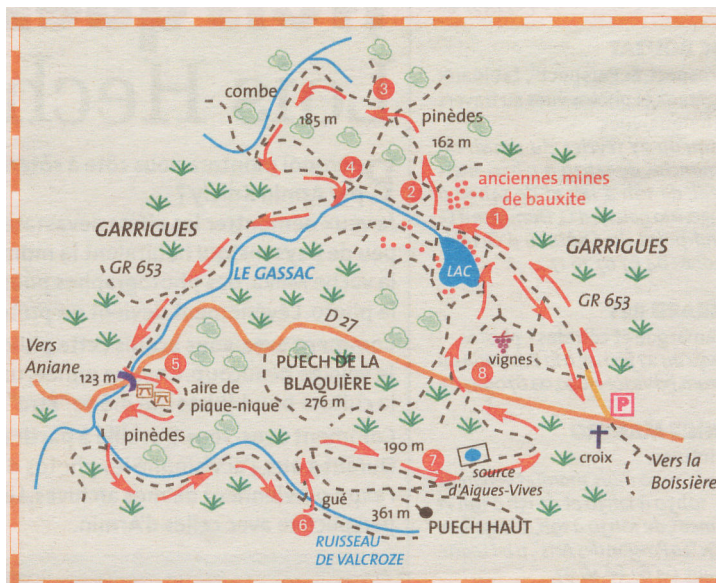 combe
185 m
3
pinèdes
162 m
4
2
anciennes mines
de bauxite
1
GARRIGUES
GR 653
LE GASSAC
LAC
GARRIGUES
GR 653
D 27
Vers
Aniane
123 m
5
aire de
pique-nique
PUECH DE LA
BLAQUIÈRE
276 m
vignes
8
P
croix
Vers la
Boissière
pinèdes
190 m
7
source
d'Aiques-Vives
gué
6
361 m
PUECH HAUT
RUISSEAU
DE VALCROZE